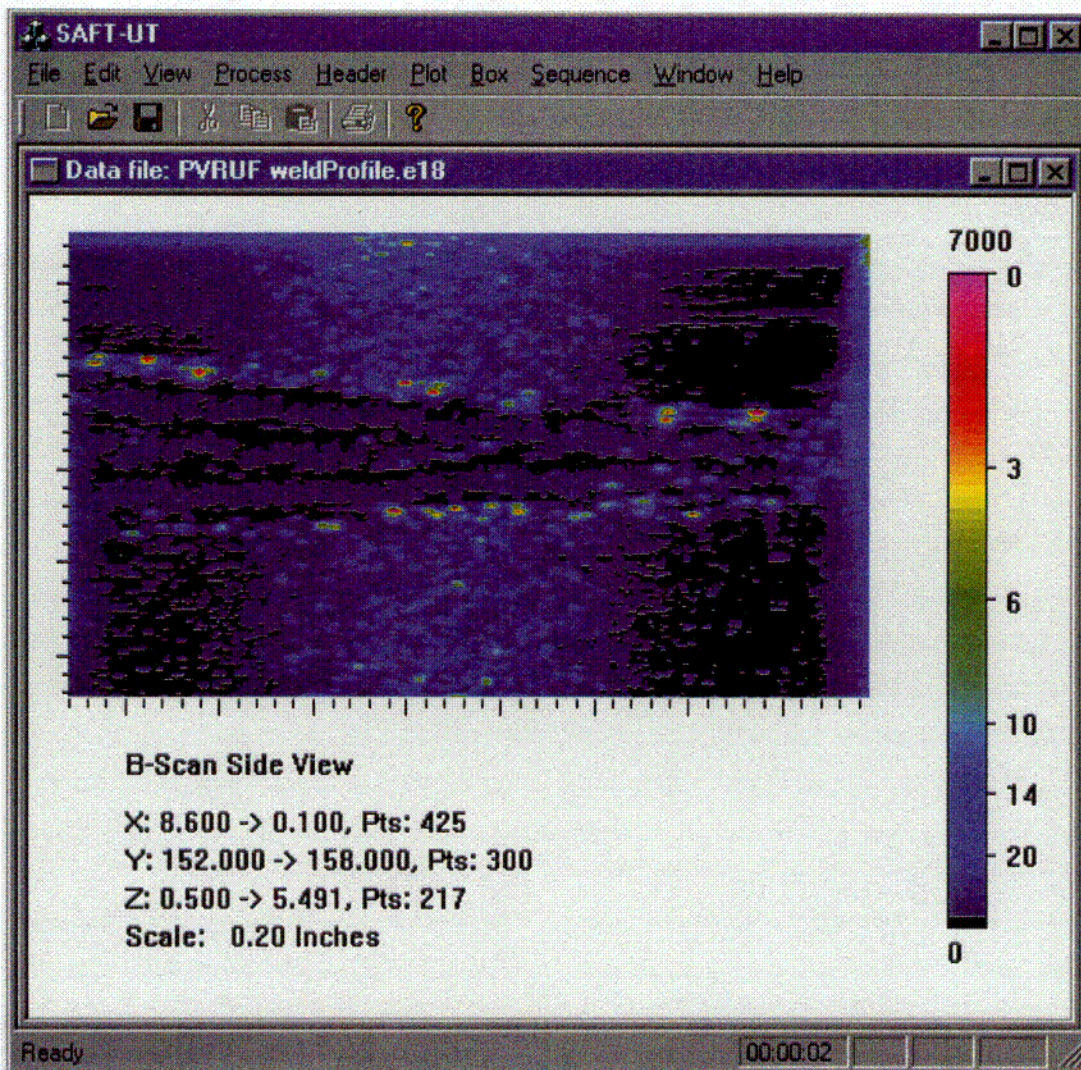 SAFT-UT
File Edit View Process Header Plot Box Sequence Window Help
?
Data file: PVRUF weldProfile.e18
7000
0
3
6
10
14
20
0
B-Scan Side View
X: 8.600 -> 0.100, Pts: 425
Y: 152.000 -> 158.000, Pts: 300
Z: 0.500 -> 5.491, Pts: 217
Scale: 0.20 Inches
Ready 00:00:02